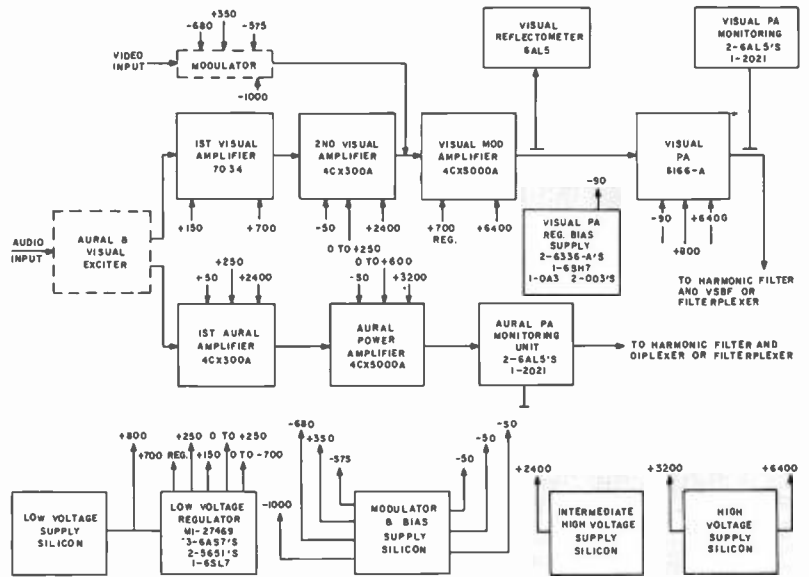 -680
+350
-575
VIDEO
INPUT
MODULATOR
-1000
VISUAL
REFLECTOMETER
6AL5
VISUAL PA
MONITORING
2-6AL5'S
1-2021
1ST VISUAL
AMPLIFIER
7034
+150
+700
2ND VISUAL
AMPLIFIER
4CX300A
-50
+2400
0 TO +250
VISUAL MOD
AMPLIFIER
4CX5000A
+700
REG.
+6400
VISUAL
PA
6166-A
-90
+6400
+800
-90
VISUAL PA
REG. BIAS
SUPPLY
2-6336-A'S
1-6SH7
1-0A3 2-0D3'S
TO HARMONIC FILTER
AND VSBF OR
FILTERPLEXER
AUDIO
INPUT
AURAL &
VISUAL
EXCITER
+250
+50
+2400
1ST AURAL
AMPLIFIER
4CX300A
0 TO +600
-50
+3200
AURAL
POWER
AMPLIFIER
4CX5000A
AURAL PA
MONITORING
UNIT
2-6AL5'S
1-2021
TO HARMONIC FILTER AND
DIPLEXER OR FILTERPLEXER
+800
+250
0 TO +250
+700 REG.
+150
0 TO -700
LOW VOLTAGE
SUPPLY
SILICON
LOW VOLTAGE
REGULATOR
MI-27469
3-6AS7'S
2-5651'S
1-6SL7
-680
+350
-575
-1000
-50
-50
-50
MODULATOR
& BIAS
SUPPLY
SILICON
+2400
INTERMEDIATE
HIGH VOLTAGE
SUPPLY
SILICON
+3200
+6400
HIGH
VOLTAGE
SUPPLY
SILICON